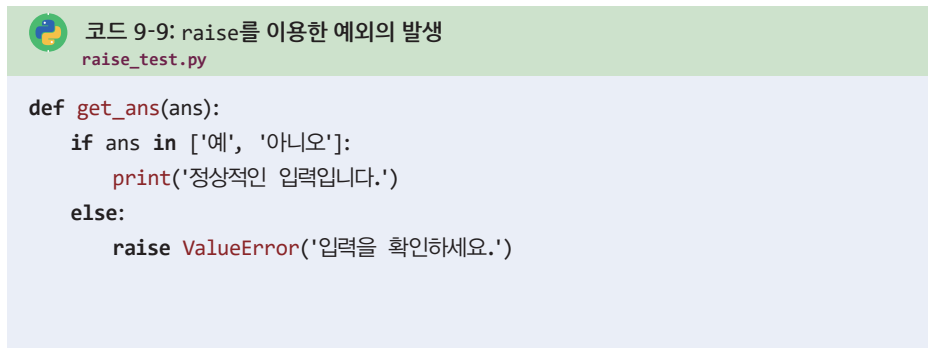 코드 9-9: raise를 이용한 예외의 발생
raise_test.py
def get_ans(ans):
    if ans in ['예', '아니오']:
        print('정상적인 입력입니다.')
    else:
        raise ValueError('입력을 확인하세요.')